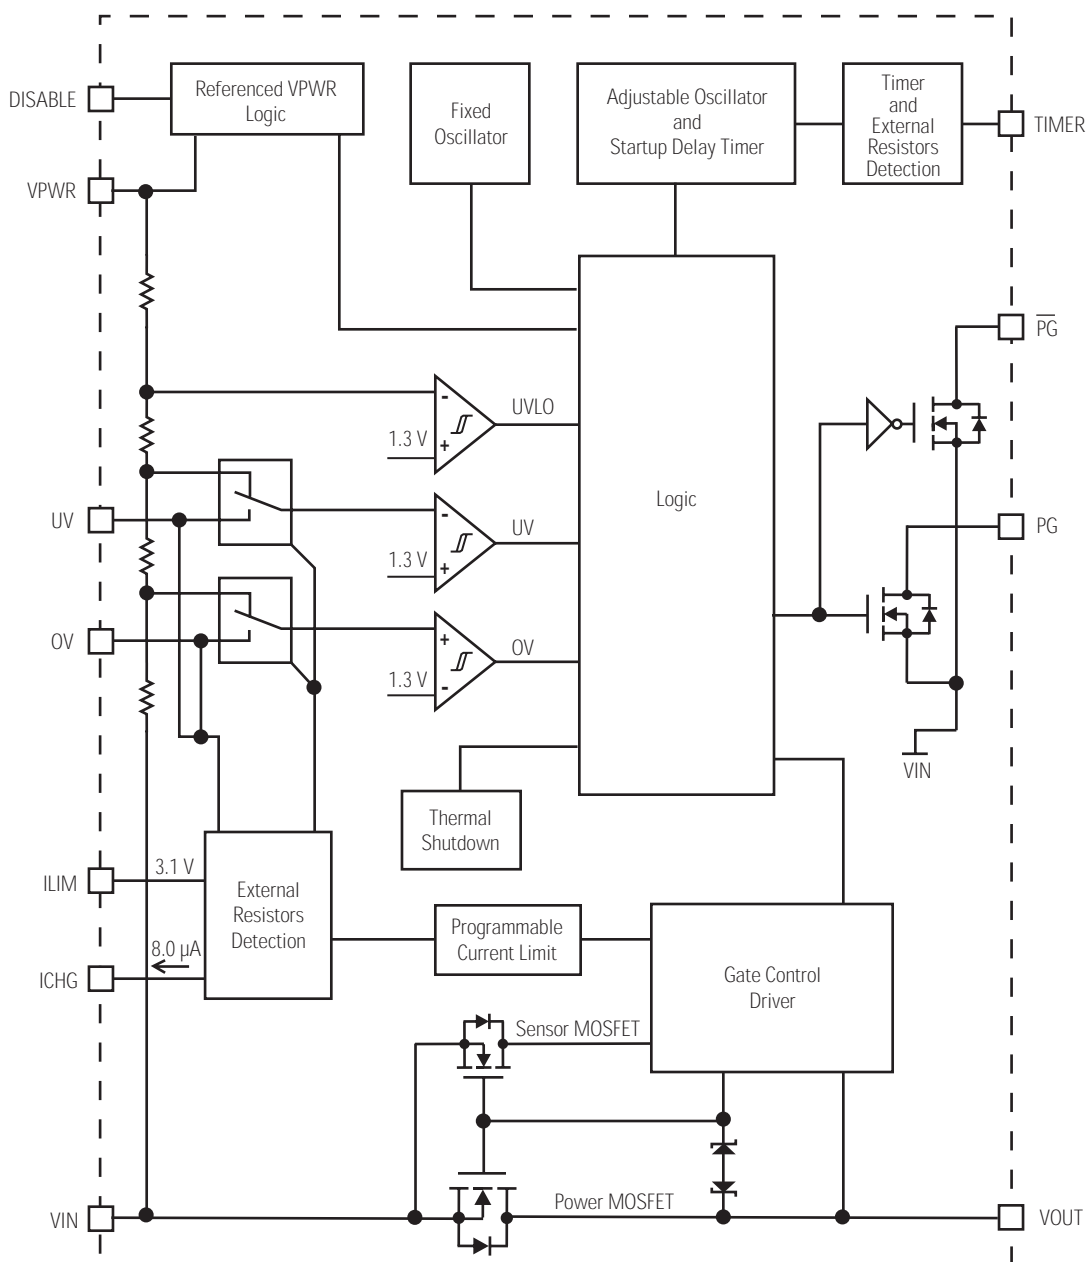 DISABLE
Referenced VPWR
Logic
Fixed
Oscillator
Adjustable Oscillator
and
Startup Delay Timer
Timer
and
External
Resistors
Detection
TIMER
VPWR
PG
UVLO
1.3 V
-
+
UV
UV
1.3 V
-
+
Logic
PG
OV
OV
1.3 V
+
-
VIN
Thermal
Shutdown
ILIM
3.1 V
External
Resistors
Detection
8.0 µA
ICHG
Programmable
Current Limit
Gate Control
Driver
Sensor MOSFET
Power MOSFET
VIN
VOUT